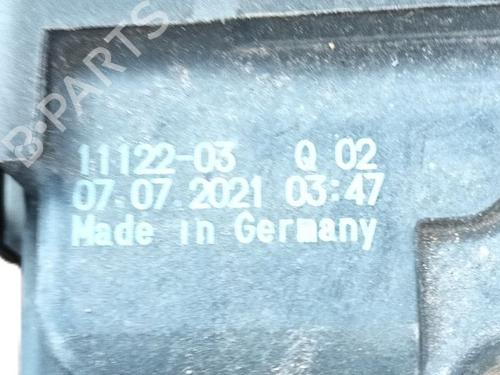 B-PARTS
11122-03 Q 02
07.07.2021 03:47
Made in Germany